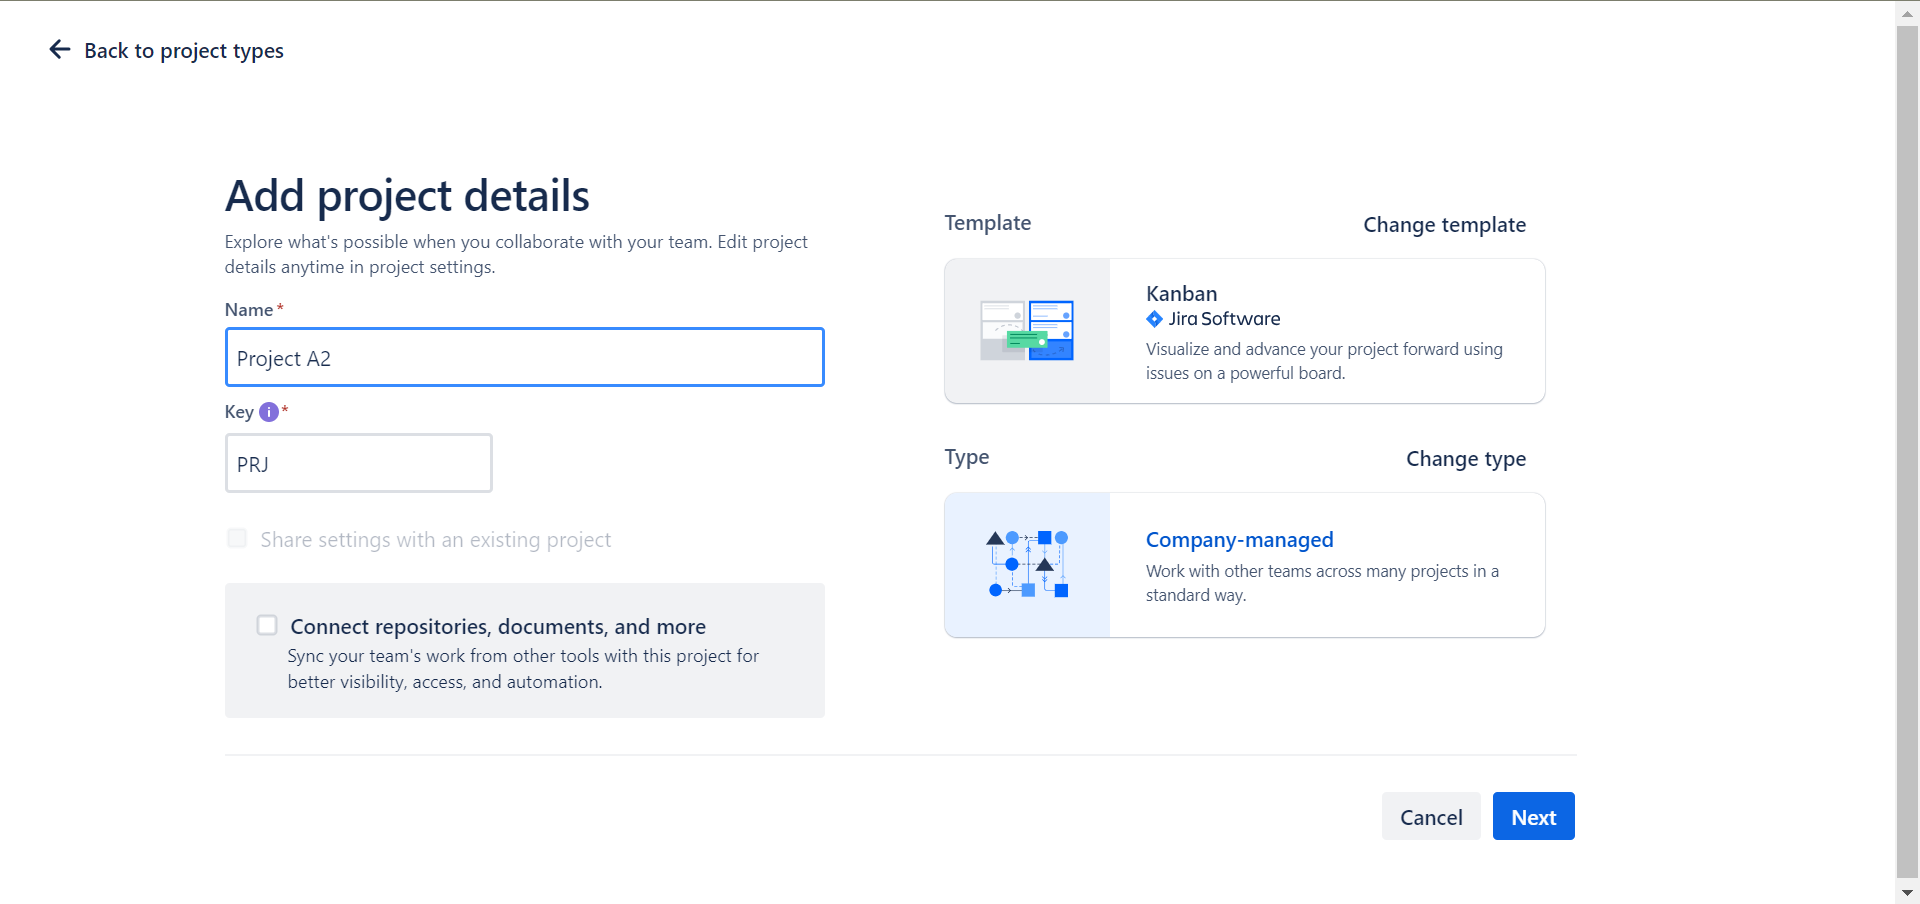 Back to project types
Add project details
Explore what's possible when you collaborate with your team. Edit project
details anytime in project settings.
Name*
Project A2
Key i *
PRJ
Share settings with an existing project
Connect repositories, documents, and more
Sync your team's work from other tools with this project for
better visibility, access, and automation.
Template
Change template
Kanban
Jira Software
Visualize and advance your project forward using
issues on a powerful board.
Type
Change type
Company-managed
Work with other teams across many projects in a
standard way.
Cancel
Next